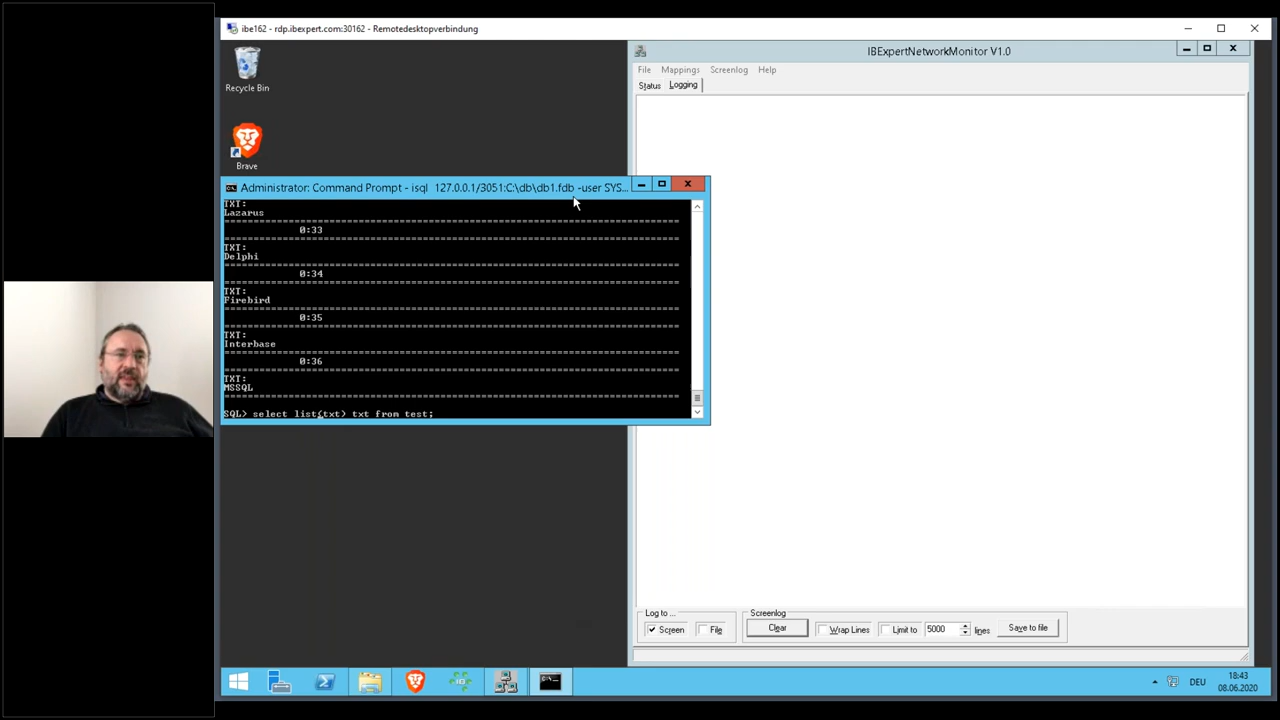 ibe162 - rdp.ibexpert.com:30162 - Remotedesktopverbindung
Recycle Bin
Brave
IBExpertNetworkMonitor V1.0
File Mappings Screenlog Help
Status Logging
Administrator: Command Prompt - isql 127.0.0.1/3051:C:\db\db1.fdb -user SYS...
TXT:
Lazarus
==============================================================================
0:33
==============================================================================
TXT:
Delphi
==============================================================================
0:34
==============================================================================
TXT:
Firebird
==============================================================================
0:35
==============================================================================
TXT:
Interbase
==============================================================================
0:36
==============================================================================
TXT:
MSSQL
==============================================================================
SQL> select list(txt) txt from test;
Log to ...
Screen File
Screenlog
Clear Wrap Lines Limit to 5000 lines Save to file
DEU
18:43
08.06.2020